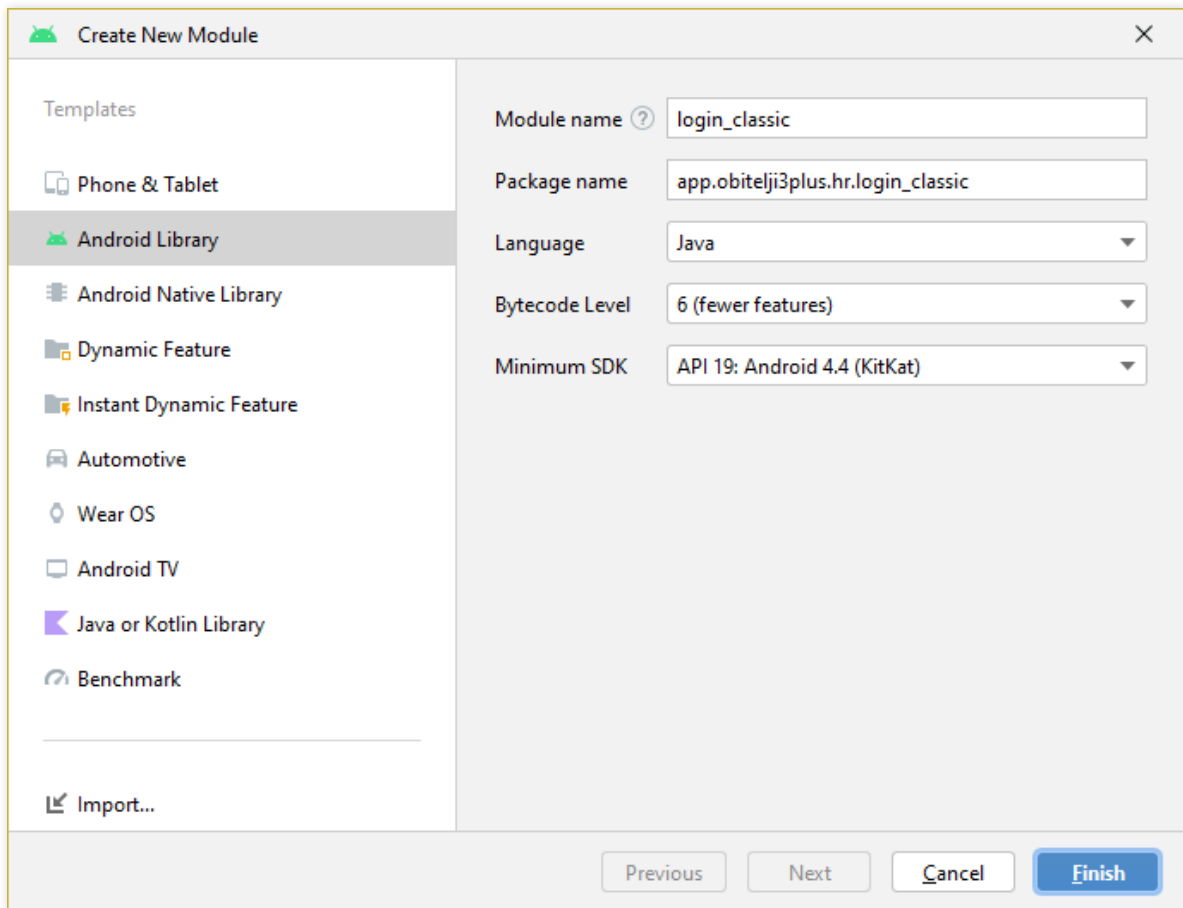 Create New Module
Templates
Phone & Tablet
Android Library
Android Native Library
Dynamic Feature
Instant Dynamic Feature
Automotive
Wear OS
Android TV
Java or Kotlin Library
Benchmark
Import...
Module name ? login_classic
Package name app.obitelji3plus.hr.login_classic
Language Java
Bytecode Level 6 (fewer features)
Minimum SDK API 19: Android 4.4 (KitKat)
Previous Next Cancel Finish